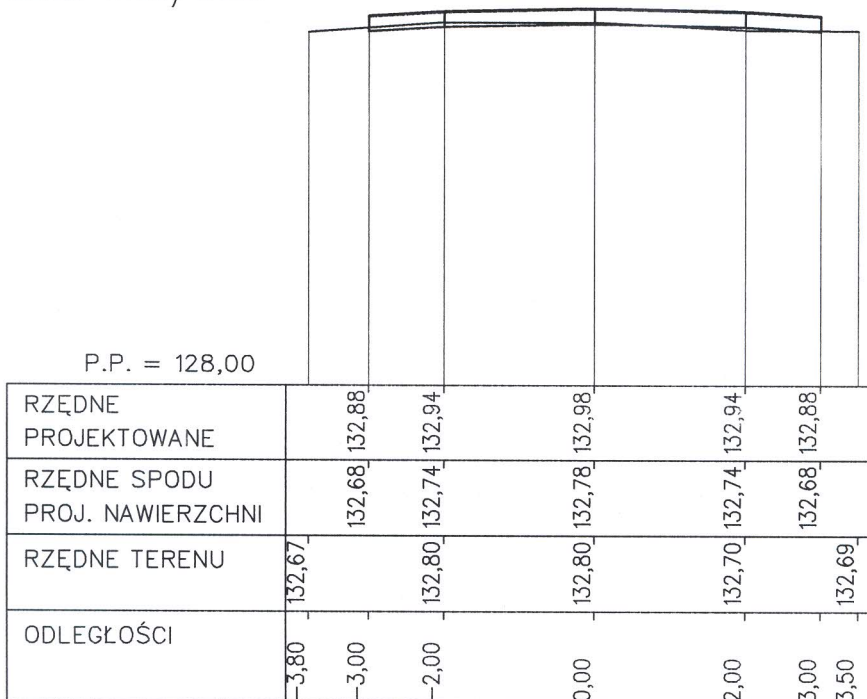 P.P. = 128,00
RZĘDNE
PROJEKTOWANE
132,88 132,94 132,98 132,94 132,88
RZĘDNE SPODU
PROJ. NAWIERZCHNI
132,68 132,74 132,78 132,74 132,68
RZĘDNE TERENU
132,67 132,80 132,80 132,70 132,69
ODLEGŁOŚCI
-3,80 -3,00 -2,00 0,00 2,00 3,00 3,50